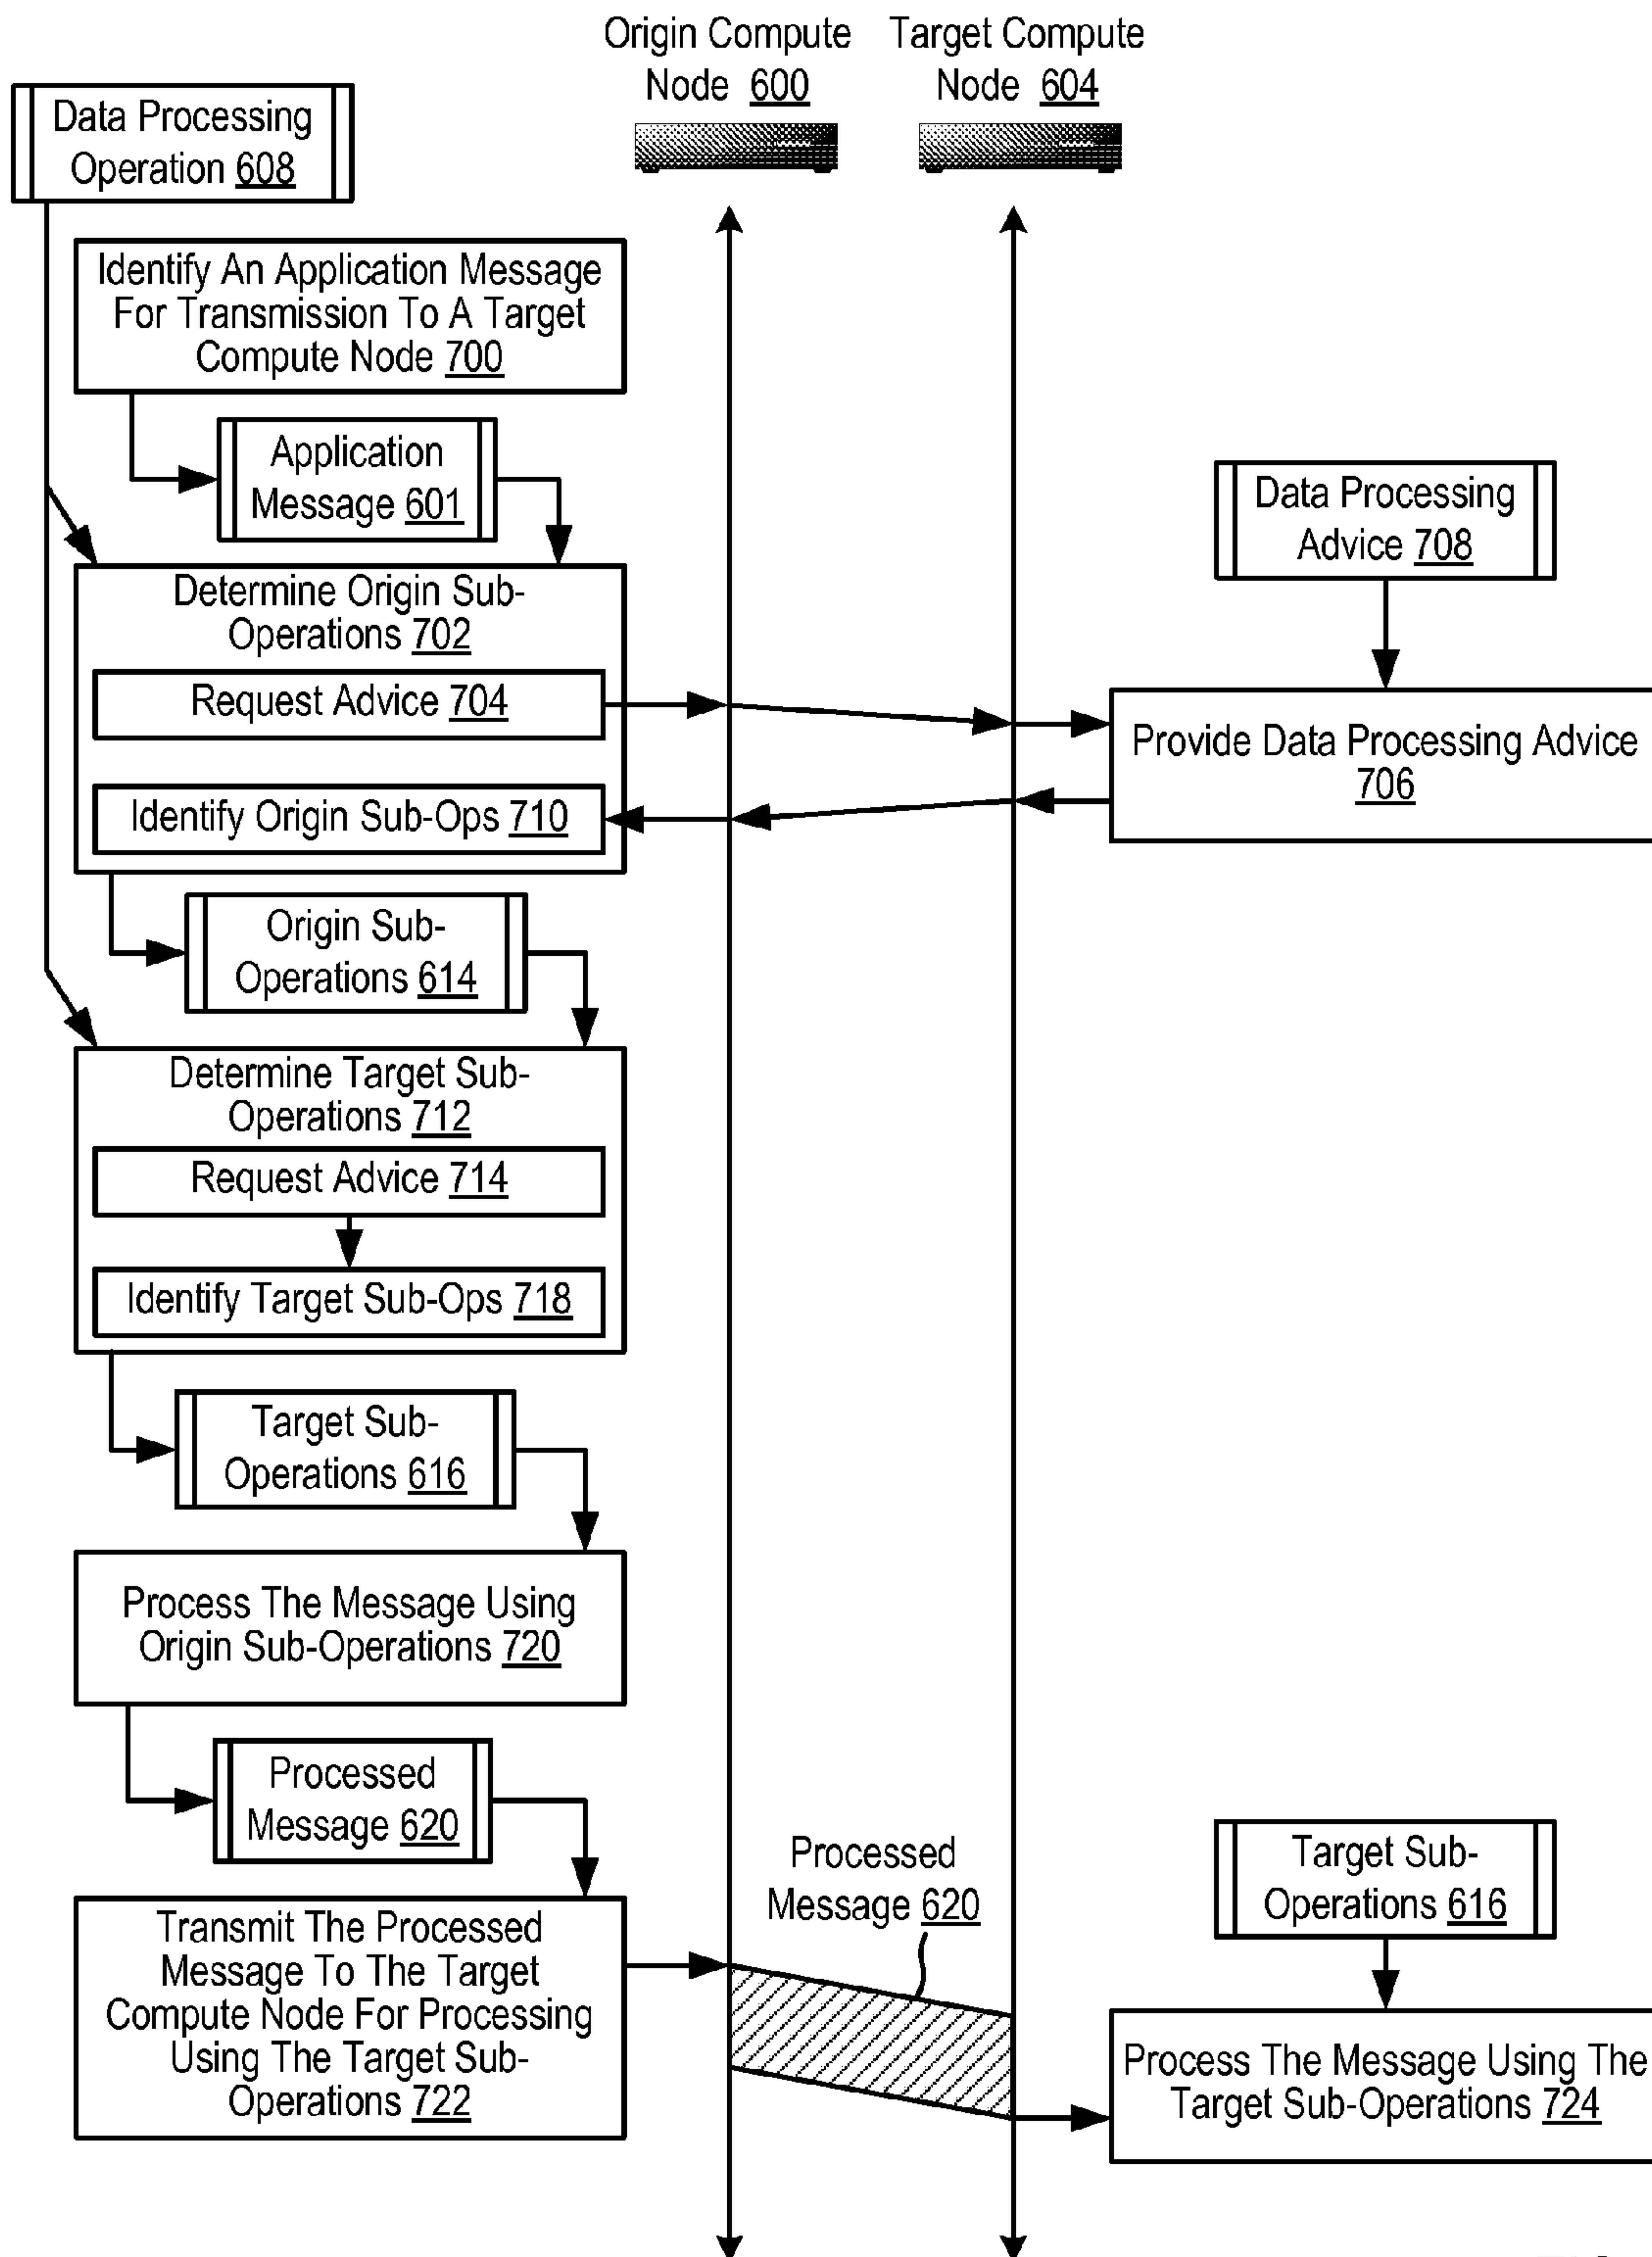 Origin Compute
Node 600
Target Compute
Node 604
Data Processing
Operation 608
Identify An Application Message
For Transmission To A Target
Compute Node 700
Application
Message 601
Data Processing
Advice 708
Determine Origin Sub-
Operations 702
Request Advice 704
Provide Data Processing Advice
706
Identify Origin Sub-Ops 710
Origin Sub-
Operations 614
Determine Target Sub-
Operations 712
Request Advice 714
Identify Target Sub-Ops 718
Target Sub-
Operations 616
Process The Message Using
Origin Sub-Operations 720
Processed
Message 620
Processed
Message 620
Target Sub-
Operations 616
Transmit The Processed
Message To The Target
Compute Node For Processing
Using The Target Sub-
Operations 722
Process The Message Using The
Target Sub-Operations 724